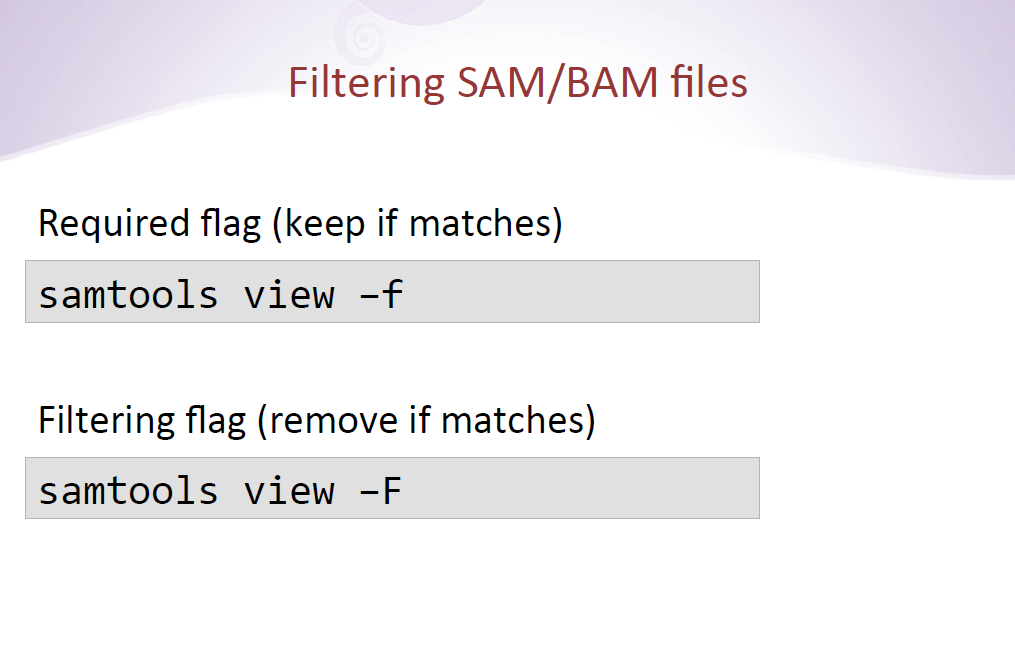 Filtering SAM/BAM files
Required flag (keep if matches)
samtools view –f
Filtering flag (remove if matches)
samtools view –F